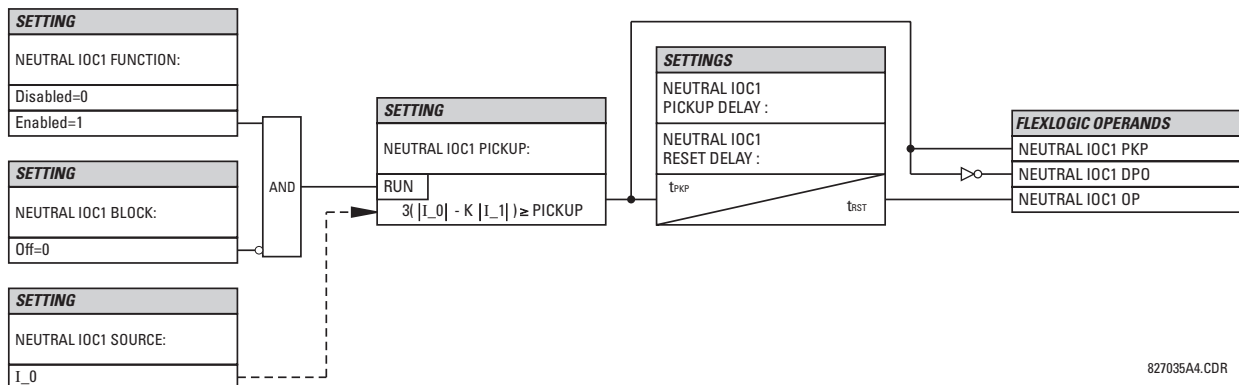 SETTING
NEUTRAL IOC1 FUNCTION:
Disabled=0
Enabled=1
SETTING
NEUTRAL IOC1 BLOCK:
Off=0
SETTING
NEUTRAL IOC1 SOURCE:
I_0
AND
SETTING
NEUTRAL IOC1 PICKUP:
RUN
3( |I_0| - K |I_1| ) ≥ PICKUP
SETTINGS
NEUTRAL IOC1
PICKUP DELAY :
NEUTRAL IOC1
RESET DELAY :
tPKP
tRST
FLEXLOGIC OPERANDS
NEUTRAL IOC1 PKP
NEUTRAL IOC1 DPO
NEUTRAL IOC1 OP
827035A4.CDR